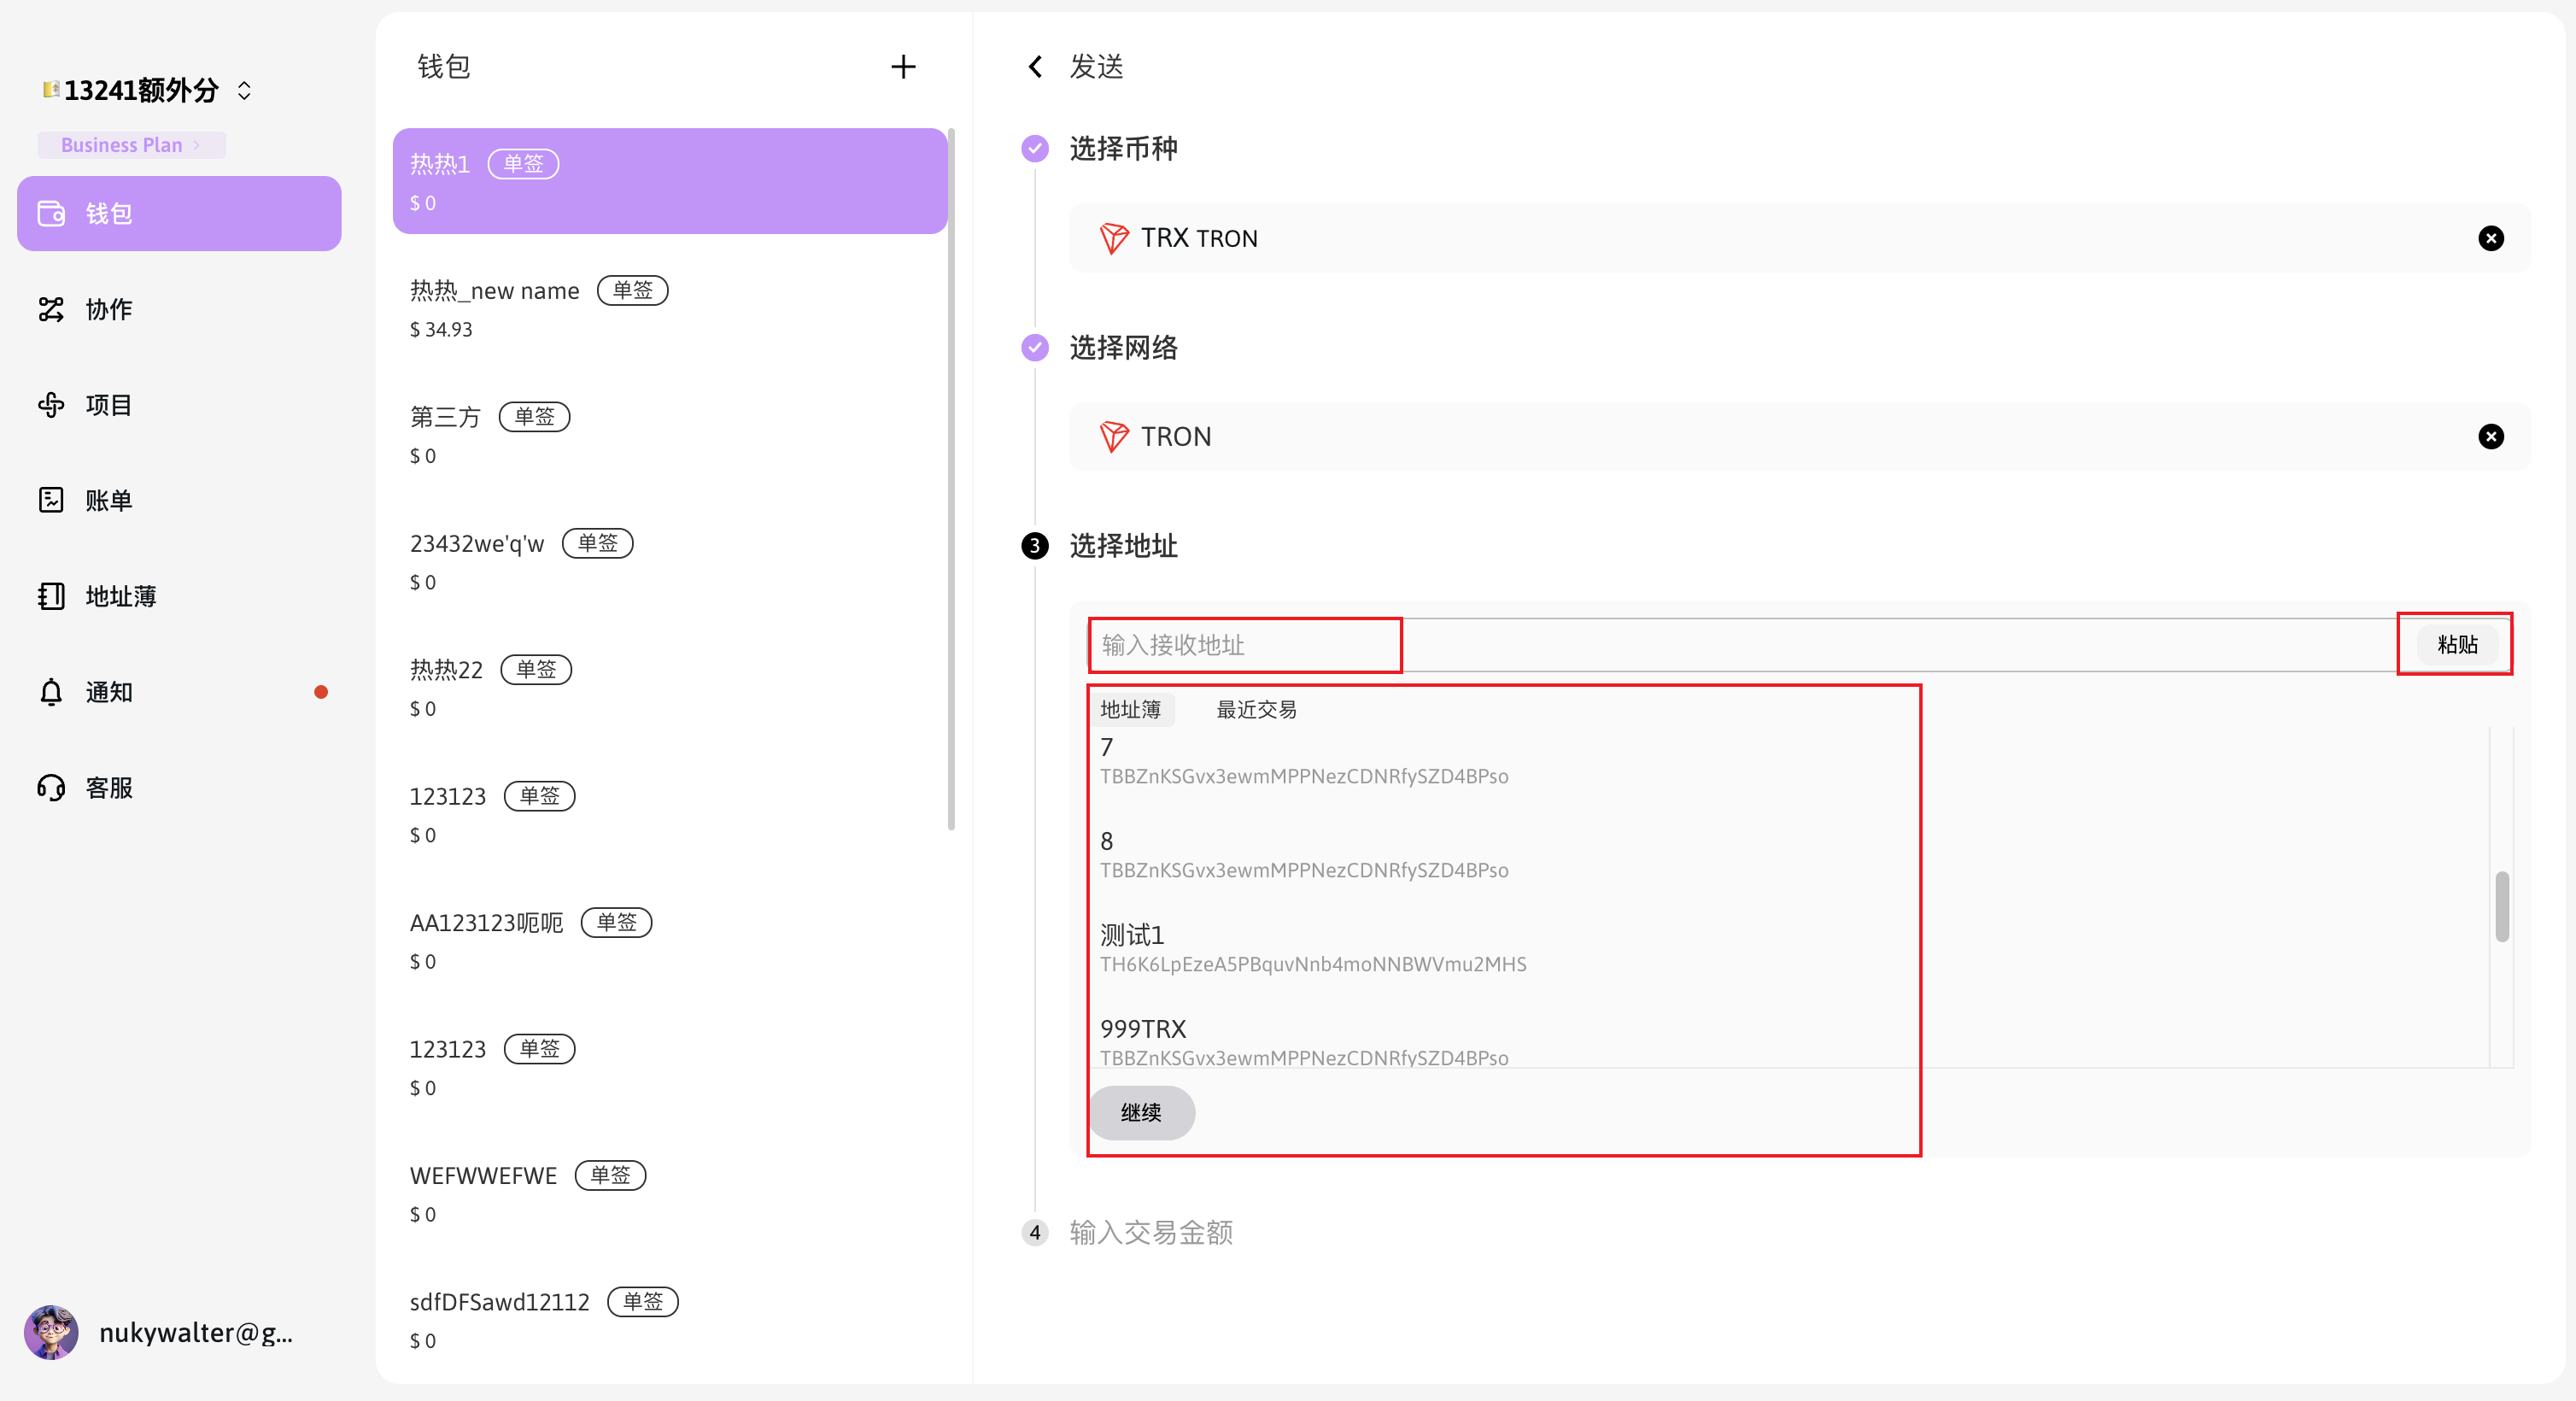 13241额外分
Business Plan
钱包
协作
项目
账单
地址薄
通知
客服
nukywalter@g...
钱包
热热1 单签
$ 0
热热_new name 单签
$ 34.93
第三方 单签
$ 0
23432we'q'w 单签
$ 0
热热22 单签
$ 0
123123 单签
$ 0
AA123123呃呃 单签
$ 0
123123 单签
$ 0
WEFWWEFWE 单签
$ 0
sdfDFSawd12112 单签
$ 0
发送
选择币种
TRX TRON
选择网络
TRON
3 选择地址
输入接收地址 粘贴
地址簿 最近交易
7
TBBZnKSGvx3ewmMPPNezCDNRfySZD4BPso
8
TBBZnKSGvx3ewmMPPNezCDNRfySZD4BPso
测试1
TH6K6LpEzeA5PBquvNnb4moNNBWVmu2MHS
999TRX
TBBZnKSGvx3ewmMPPNezCDNRfySZD4BPso
继续
4 输入交易金额